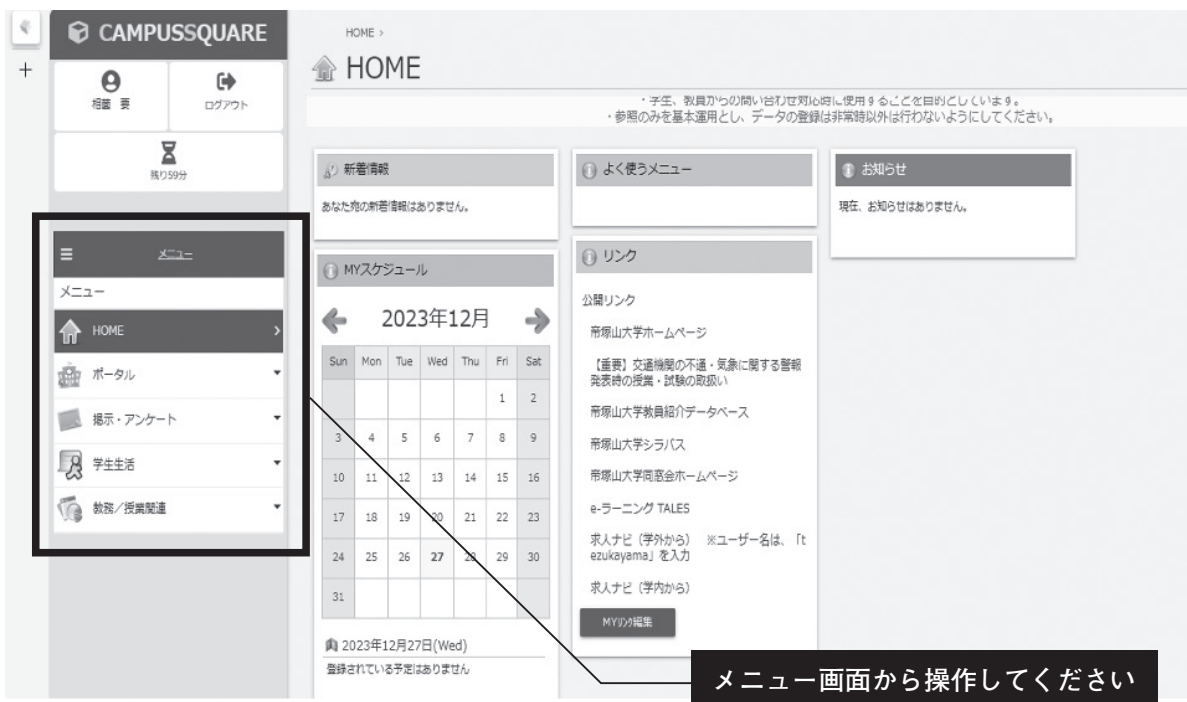 CAMPUSSQUARE
相薗 要
ログアウト
残り59分
メニュー
メニュー
HOME
ポータル
掲示・アンケート
学生生活
教務／授業関連
HOME >
HOME
・学生、教員からの問い合わせ対応時に使用することを目的としています。
・参照のみを基本運用とし、データの登録は非常時以外は行わないようにしてください。
新着情報
あなた宛の新着情報はありません。
MYスケジュール
2023年12月
Sun Mon Tue Wed Thu Fri Sat
1 2
3 4 5 6 7 8 9
10 11 12 13 14 15 16
17 18 19 20 21 22 23
24 25 26 27 28 29 30
31
2023年12月27日(Wed)
登録されている予定はありません
よく使うメニュー
リンク
公開リンク
帝塚山大学ホームページ
【重要】交通機関の不通・気象に関する警報
発表時の授業・試験の取扱い
帝塚山大学教員紹介データベース
帝塚山大学シラバス
帝塚山大学同窓会ホームページ
e-ラーニング TALES
求人ナビ（学外から）　※ユーザー名は、「t
ezukayama」を入力
求人ナビ（学内から）
MYリンク編集
お知らせ
現在、お知らせはありません。
メニュー画面から操作してください